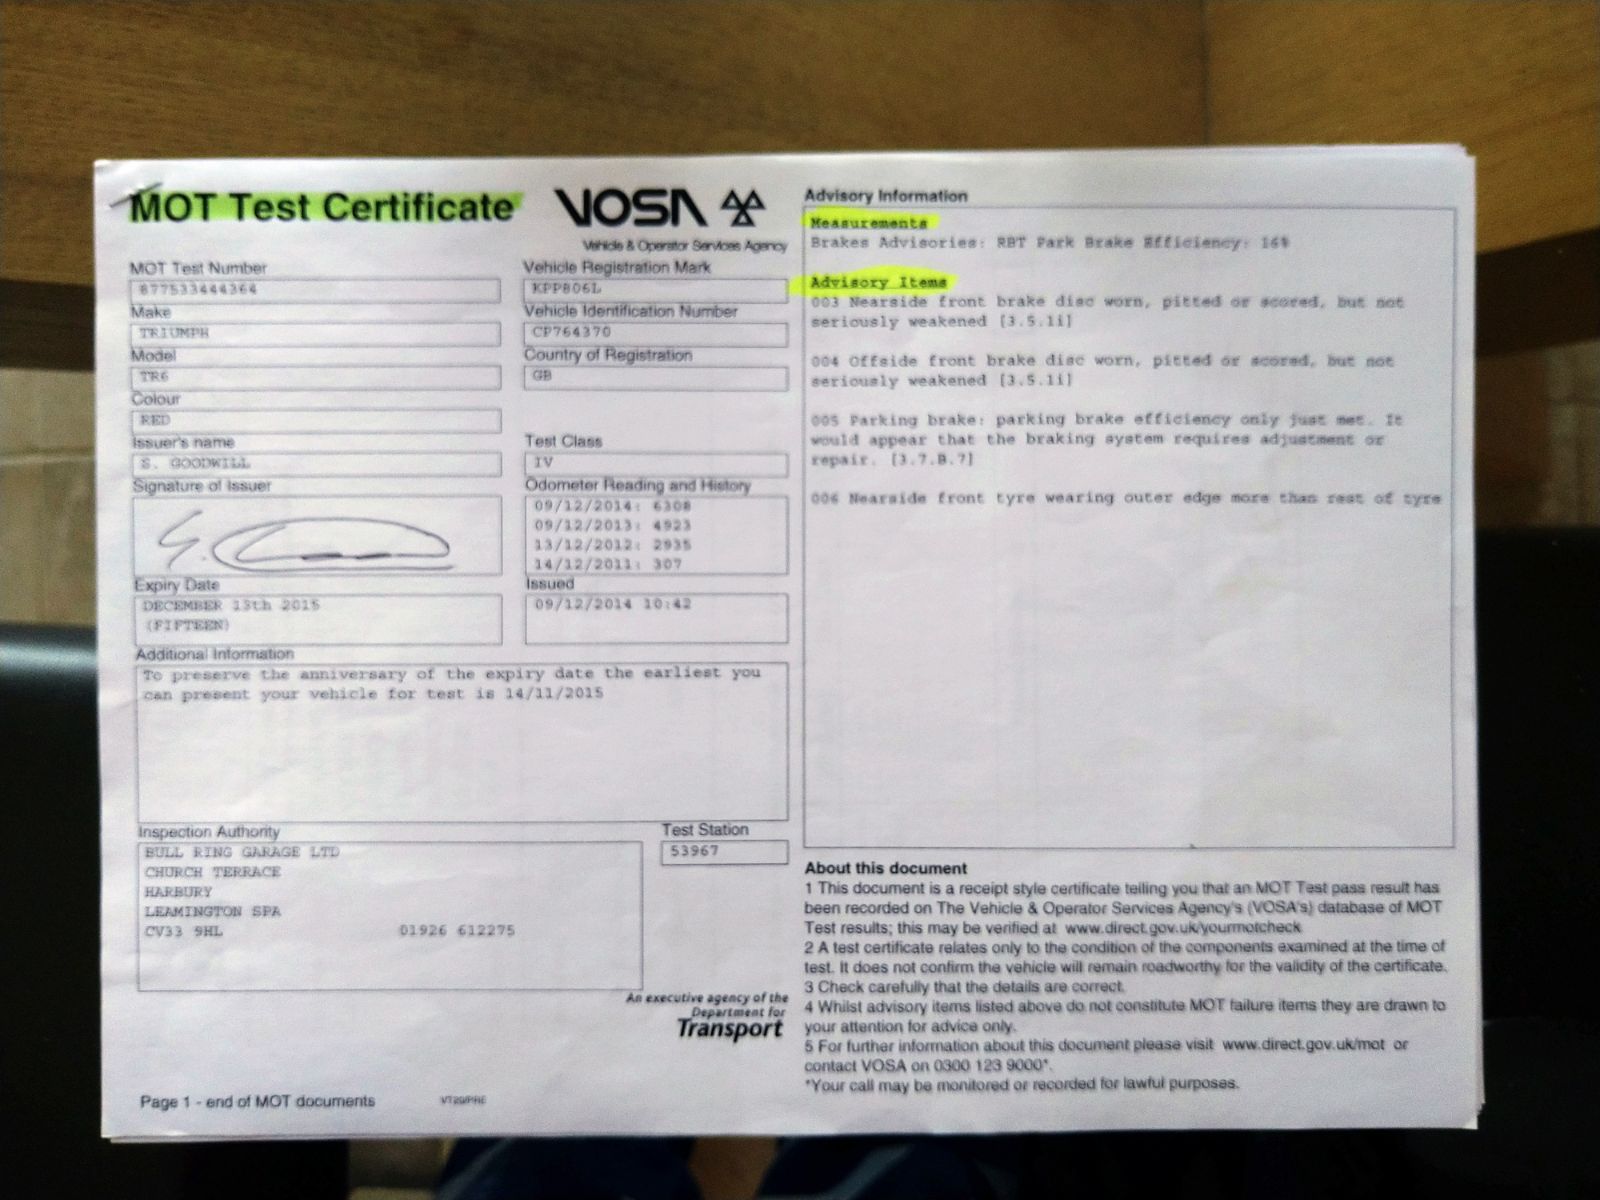 MOT Test Certificate
VOSA
Vehicle & Operator Services Agency
MOT Test Number
877533444364
Vehicle Registration Mark
KPP806L
Make
TRIUMPH
Vehicle Identification Number
CP764370
Model
TR6
Country of Registration
GB
Colour
RED
Issuer's name
S. GOODWILL
Test Class
IV
Signature of Issuer
Odometer Reading and History
09/12/2014: 6308
09/12/2013: 4923
13/12/2012: 2935
14/12/2011: 307
Expiry Date
DECEMBER 13th 2015
(FIFTEEN)
Issued
09/12/2014 10:42
Additional Information
To preserve the anniversary of the expiry date the earliest you
can present your vehicle for test is 14/11/2015
Inspection Authority
BULL RING GARAGE LTD
CHURCH TERRACE
HARBURY
LEAMINGTON SPA
CV33 9HL 01926 612275
Test Station
53967
An executive agency of the
Department for
Transport
Page 1 - end of MOT documents
VT20/PRE
Advisory Information
Measurements
Brakes Advisories: RBT Park Brake Efficiency: 16%
Advisory Items
003 Nearside front brake disc worn, pitted or scored, but not
seriously weakened [3.5.1i]
004 Offside front brake disc worn, pitted or scored, but not
seriously weakened [3.5.1i]
005 Parking brake: parking brake efficiency only just met. It
would appear that the braking system requires adjustment or
repair. [3.7.B.7]
006 Nearside front tyre wearing outer edge more than rest of tyre
About this document
1 This document is a receipt style certificate telling you that an MOT Test pass result has
been recorded on The Vehicle & Operator Services Agency's (VOSA's) database of MOT
Test results; this may be verified at www.direct.gov.uk/yourmotcheck
2 A test certificate relates only to the condition of the components examined at the time of
test. It does not confirm the vehicle will remain roadworthy for the validity of the certificate.
3 Check carefully that the details are correct.
4 Whilst advisory items listed above do not constitute MOT failure items they are drawn to
your attention for advice only.
5 For further information about this document please visit www.direct.gov.uk/mot or
contact VOSA on 0300 123 9000*.
*Your call may be monitored or recorded for lawful purposes.